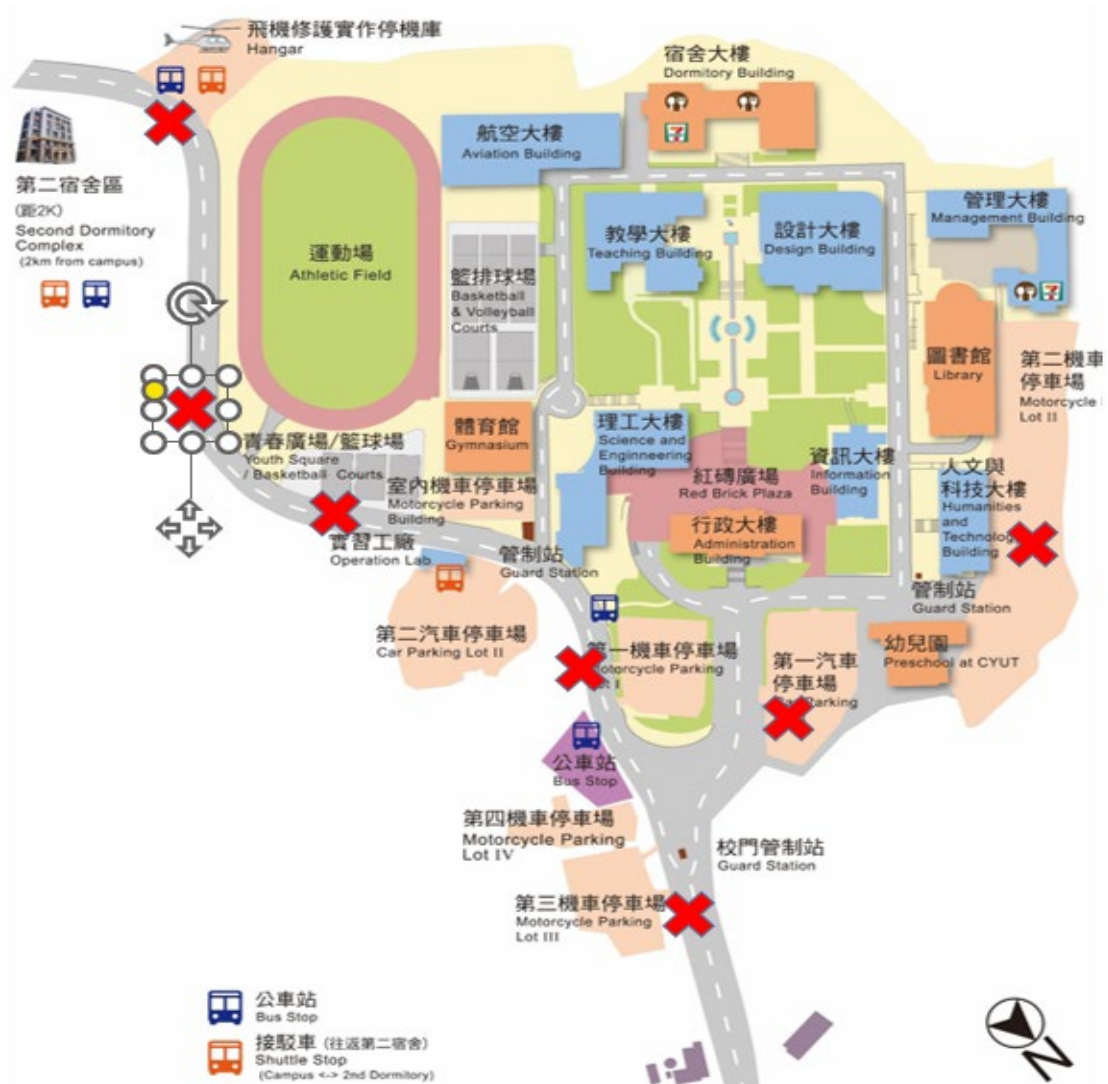 飛機修護實作停機庫
Hangar
宿舍大樓
Dormitory Building
航空大樓
Aviation Building
第二宿舍區
(距2K)
Second Dormitory
Complex
(2km from campus)
運動場
Athletic Field
籃排球場
Basketball
& Volleyball
Courts
教學大樓
Teaching Building
設計大樓
Design Building
管理大樓
Management Building
圖書館
Library
第二機車
停車場
Motorcycle
Lot II
體育館
Gymnasium
理工大樓
Science and
Enginneering
Building
紅磚廣場
Red Brick Plaza
資訊大樓
Information
Building
人文與
科技大樓
Humanities
and
Technolog
Building
青春廣場/籃球場
Youth Square
/ Basketball Courts
室內機車停車場
Motorcycle Parking
Building
實習工廠
Operation Lab
管制站
Guard Station
行政大樓
Administration
Building
管制站
Guard Station
第二汽車停車場
Car Parking Lot II
第一機車停車場
Motorcycle Parking
第一汽車
停車場
Parking
幼兒園
Preschool at CYUT
公車站
Bus Stop
第四機車停車場
Motorcycle Parking
Lot IV
校門管制站
Guard Station
第三機車停車場
Motorcycle Parking
Lot III
公車站
Bus Stop
接駁車 (往返第二宿舍)
Shuttle Stop
(Campus <-> 2nd Dormitory)
N